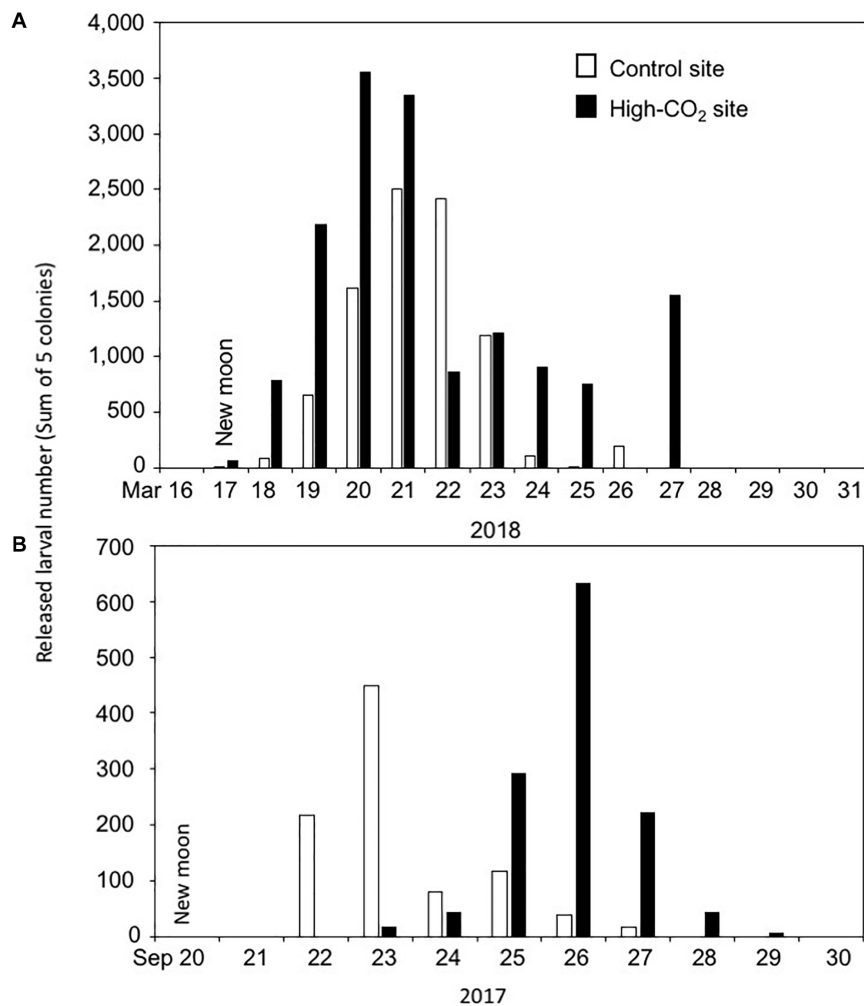 A
4,000
3,500
3,000
2,500
2,000
1,500
1,000
500
0
Control site
High-CO₂ site
New moon
Mar 16 17 18 19 20 21 22 23 24 25 26 27 28 29 30 31
2018
Released larval number (Sum of 5 colonies)
B
700
600
500
400
300
200
100
0
New moon
Sep 20 21 22 23 24 25 26 27 28 29 30
2017